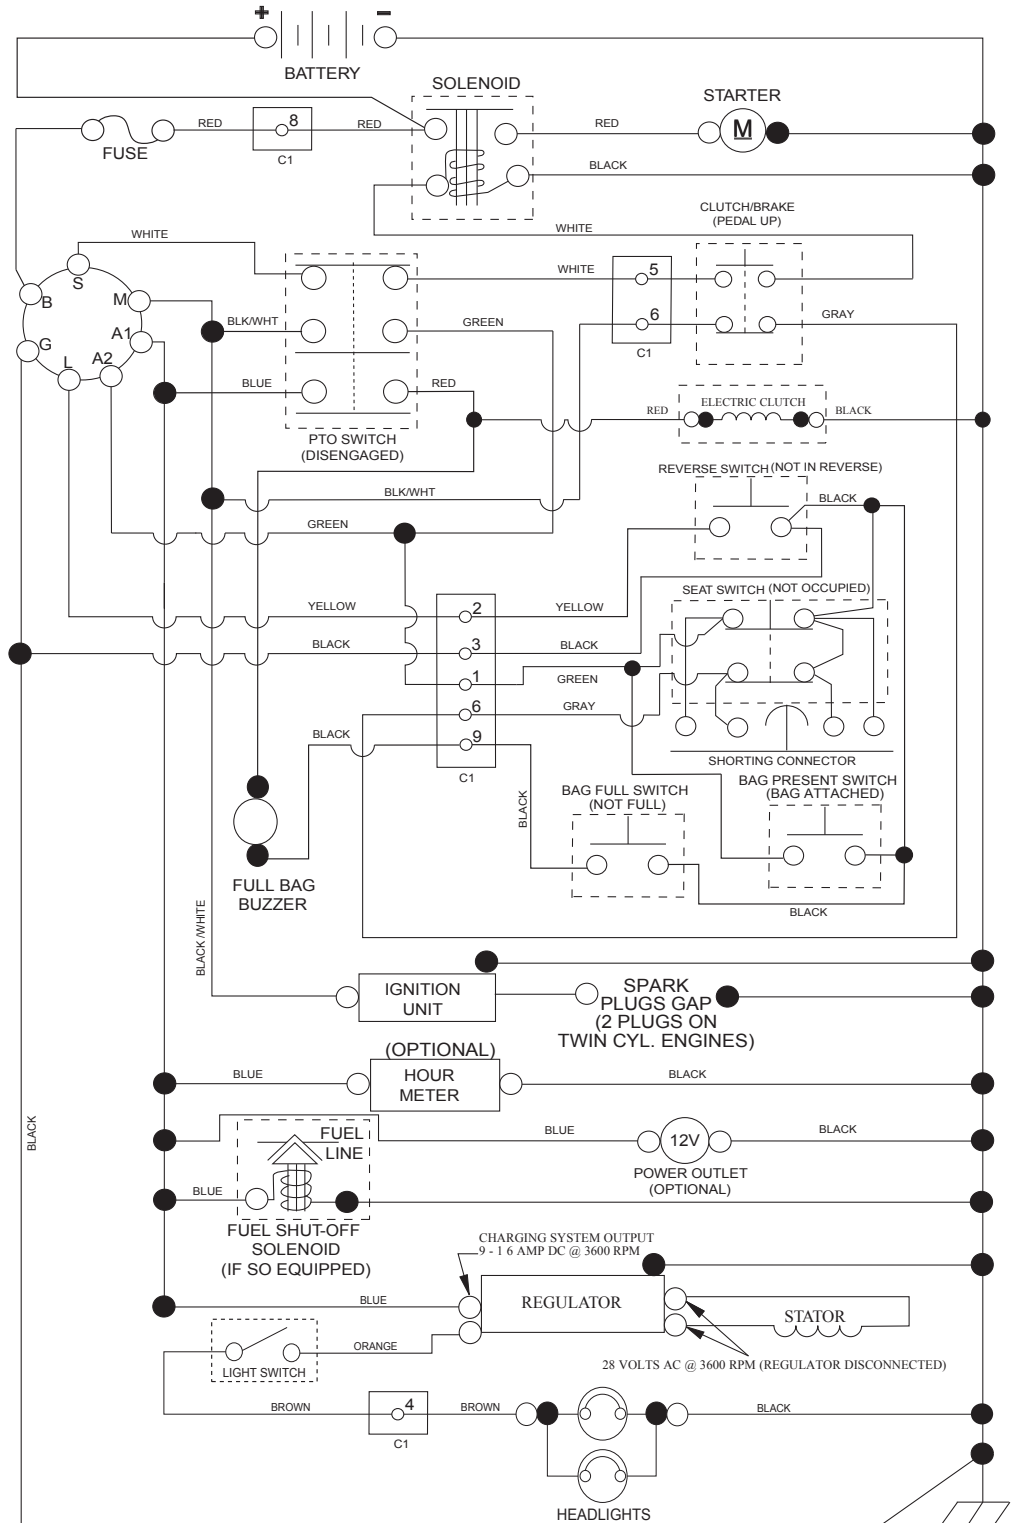 + -
BATTERY
SOLENOID
STARTER
RED
8
RED
RED
M
FUSE
C1
BLACK
CLUTCH/BRAKE
(PEDAL UP)
WHITE
WHITE
WHITE
5
S
B
M
BLK/WHT
GREEN
6
GRAY
A1
G
C1
L
A2
BLUE
RED
RED
ELECTRIC CLUTCH
BLACK
PTO SWITCH
(DISENGAGED)
REVERSE SWITCH (NOT IN REVERSE)
BLK/WHT
BLACK
GREEN
SEAT SWITCH (NOT OCCUPIED)
YELLOW
2
YELLOW
BLACK
3
BLACK
1
GREEN
6
GRAY
BLACK
9
SHORTING CONNECTOR
C1
BAG PRESENT SWITCH
(BAG ATTACHED)
BAG FULL SWITCH
(NOT FULL)
BLACK
FULL BAG
BUZZER
BLACK
BLACK /WHITE
IGNITION
UNIT
SPARK
PLUGS GAP
(2 PLUGS ON
TWIN CYL. ENGINES)
(OPTIONAL)
BLUE
HOUR
METER
BLACK
BLACK
FUEL
LINE
BLUE
12V
BLACK
POWER OUTLET
(OPTIONAL)
BLUE
FUEL SHUT-OFF
SOLENOID
(IF SO EQUIPPED)
CHARGING SYSTEM OUTPUT
9 - 1 6 AMP DC @ 3600 RPM
BLUE
REGULATOR
STATOR
ORANGE
LIGHT SWITCH
28 VOLTS AC @ 3600 RPM (REGULATOR DISCONNECTED)
BROWN
4
BROWN
BLACK
C1
HEADLIGHTS